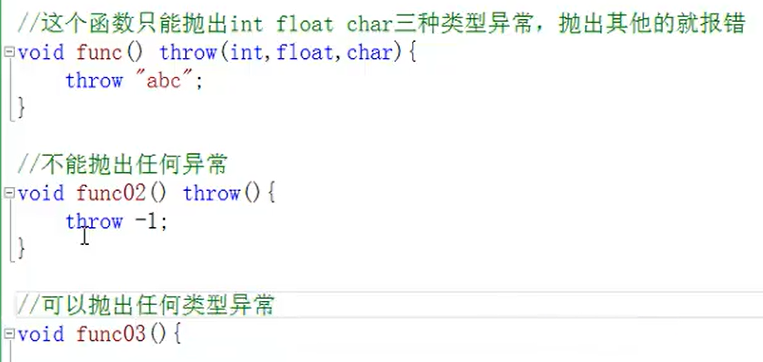 //这个函数只能抛出int float char三种类型异常，抛出其他的就报错
void func() throw(int,float,char){
throw "abc";
}
//不能抛出任何异常
void func02() throw(){
throw -1;
}
//可以抛出任何类型异常
void func03(){